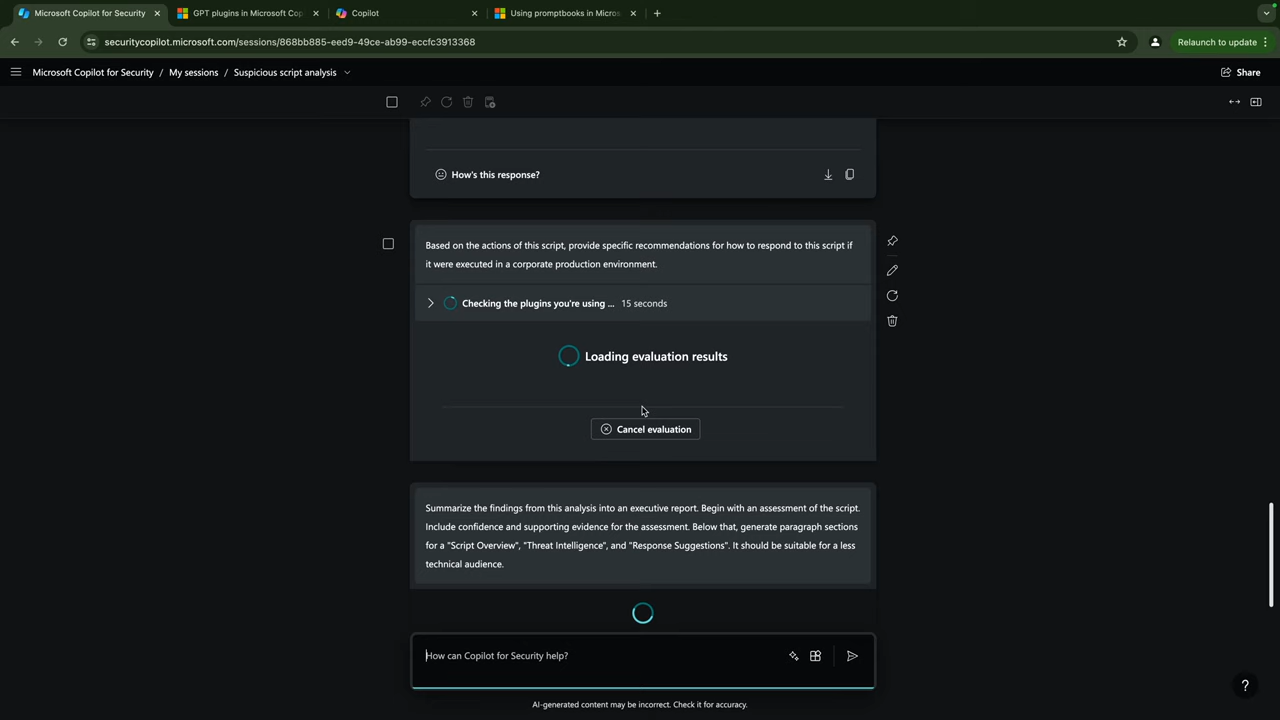 Microsoft Copilot for Security
GPT plugins in Microsoft Cop
Copilot
Using promptbooks in Micros
securitycopilot.microsoft.com/sessions/868bb885-eed9-49ce-ab99-eccfc3913368
Relaunch to update
Microsoft Copilot for Security / My sessions / Suspicious script analysis
Share
How's this response?
Based on the actions of this script, provide specific recommendations for how to respond to this script if
it were executed in a corporate production environment.
Checking the plugins you're using ... 15 seconds
Loading evaluation results
Cancel evaluation
Summarize the findings from this analysis into an executive report. Begin with an assessment of the script.
Include confidence and supporting evidence for the assessment. Below that, generate paragraph sections
for a "Script Overview", "Threat Intelligence", and "Response Suggestions". It should be suitable for a less
technical audience.
How can Copilot for Security help?
AI-generated content may be incorrect. Check it for accuracy.